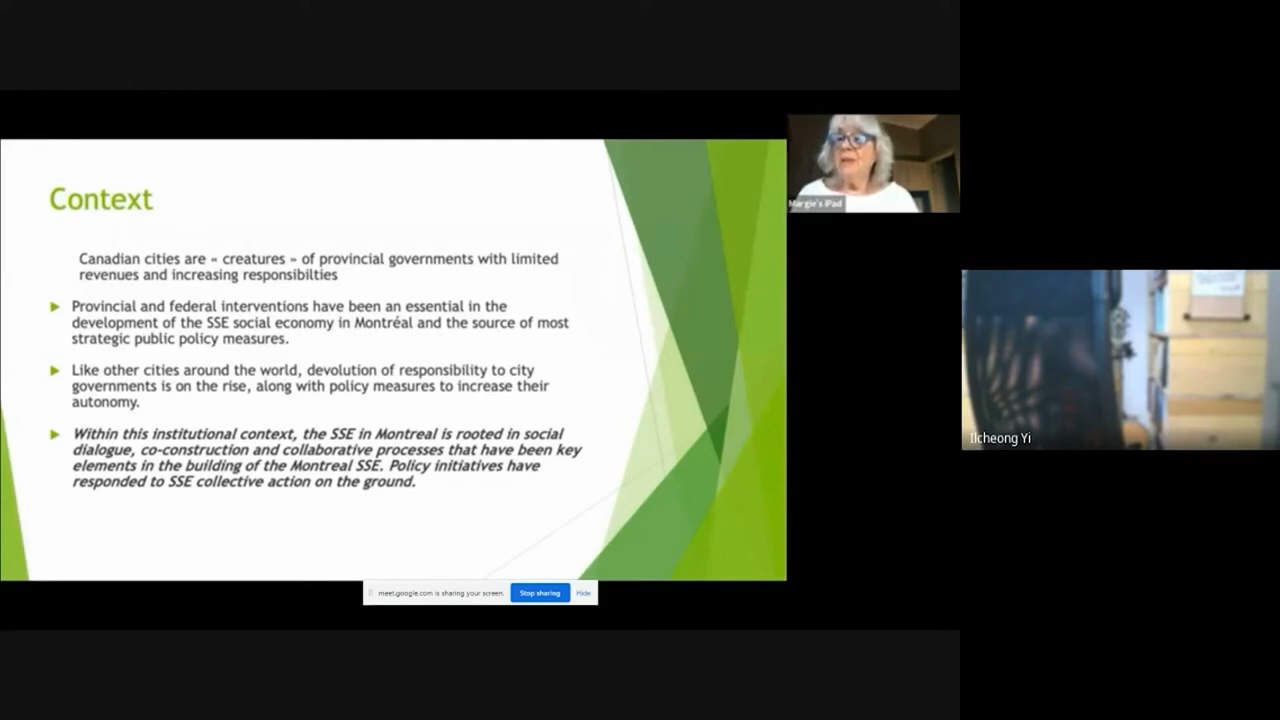 Context
Canadian cities are « creatures » of provincial governments with limited
revenues and increasing responsibilties
Provincial and federal interventions have been an essential in the
development of the SSE social economy in Montréal and the source of most
strategic public policy measures.
Like other cities around the world, devolution of responsibility to city
governments is on the rise, along with policy measures to increase their
autonomy.
Within this institutional context, the SSE in Montreal is rooted in social
dialogue, co-construction and collaborative processes that have been key
elements in the building of the Montreal SSE. Policy initiatives have
responded to SSE collective action on the ground.
meet.google.com is sharing your screen. Stop sharing Hide
Margie's iPad
Ilcheong Yi